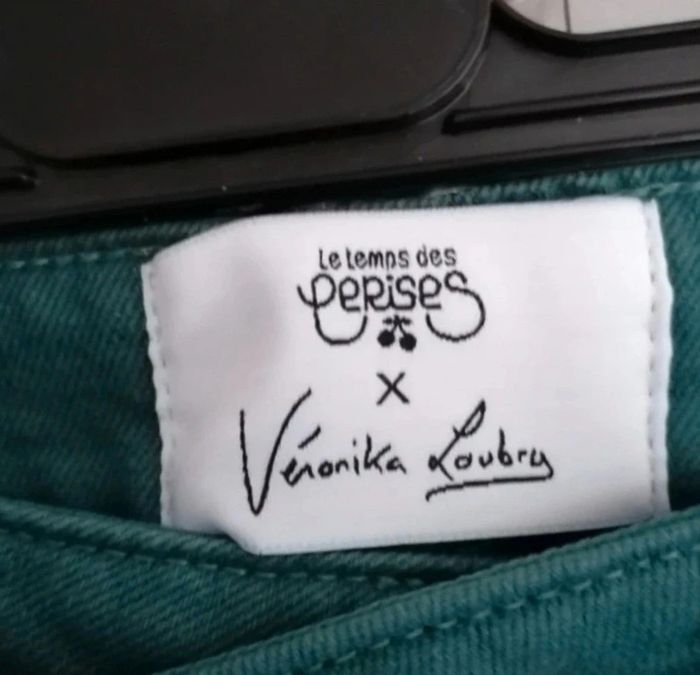 Le temps des
Cerises
X
Véronika Loubry